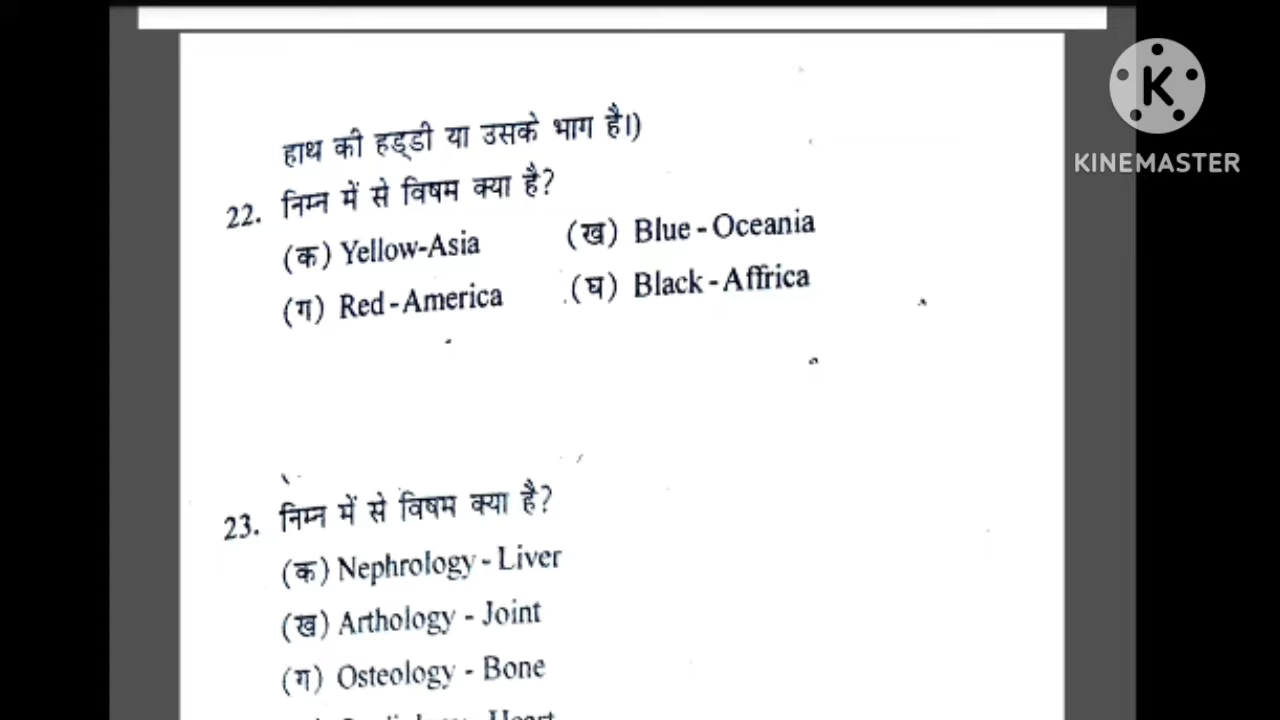 हाथ की हड्डी या उसके भाग है।)
22. निम्न में से विषम क्या है?
(क) Yellow-Asia (ख) Blue - Oceania
(ग) Red - America (घ) Black - Affrica
23. निम्न में से विषम क्या है?
(क) Nephrology - Liver
(ख) Arthology - Joint
(ग) Osteology - Bone
Heart
KINEMASTER